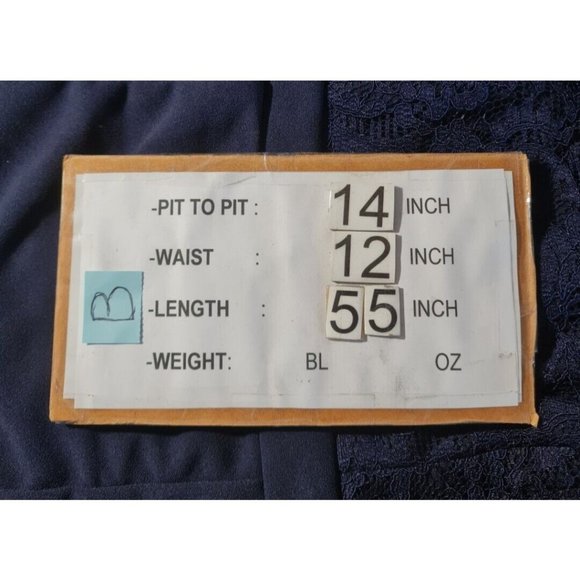 -PIT TO PIT : 14 INCH
-WAIST : 12 INCH
B
-LENGTH : 55 INCH
-WEIGHT: BL OZ